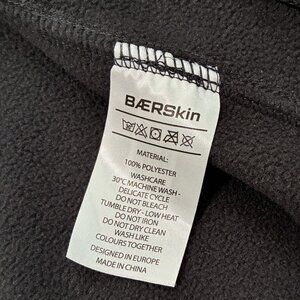 BÆRSkin
MATERIAL:
100% POLYESTER
WASHCARE
30°C MACHINE WASH -
DELICATE CYCLE
DO NOT BLEACH
TUMBLE DRY - LOW HEAT
DO NOT IRON
DO NOT DRY CLEAN
WASH LIKE
COLOURS TOGETHER
DESIGNED IN EUROPE
MADE IN CHINA